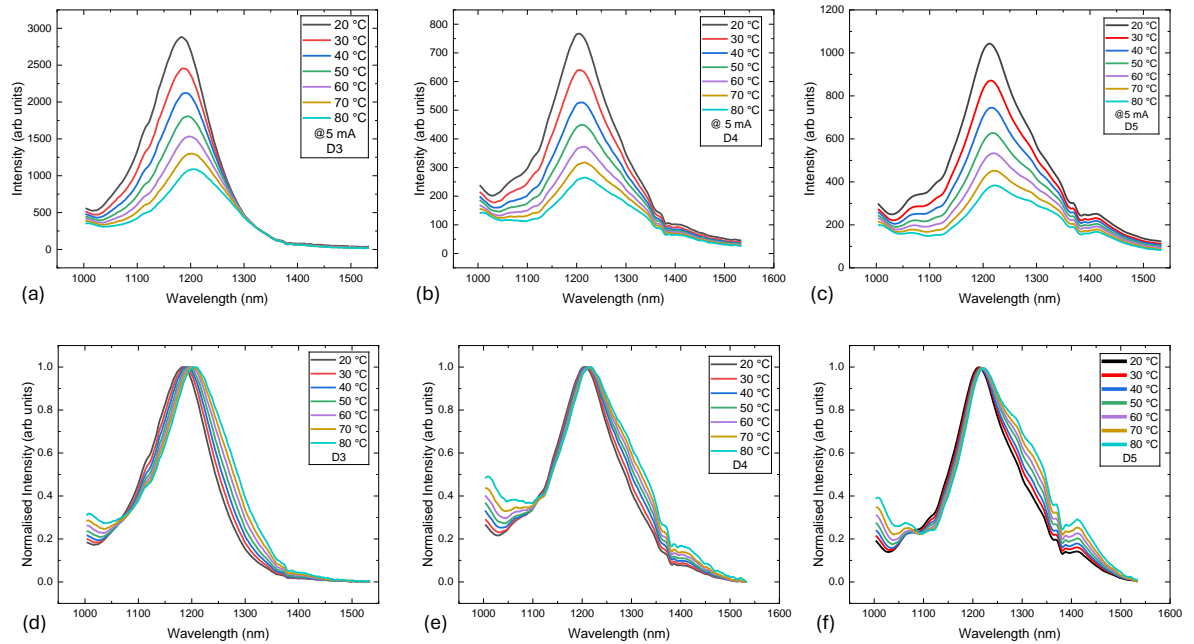 3000
2500
2000
1500
1000
500
0
Intensity (arb units)
20 °C
30 °C
40 °C
50 °C
60 °C
70 °C
80 °C
@5 mA
D3
1000 1100 1200 1300 1400 1500
Wavelength (nm)
(a)
900
800
700
600
500
400
300
200
100
0
Intensity (arb units)
20 °C
30 °C
40 °C
50 °C
60 °C
70 °C
80 °C
@ 5 mA
D4
1000 1100 1200 1300 1400 1500 1600
Wavelength (nm)
(b)
1200
1000
800
600
400
200
0
Intensity (arb units)
20 °C
30 °C
40 °C
50 °C
60 °C
70 °C
80 °C
@5 mA
D5
1000 1100 1200 1300 1400 1500 1600
Wavelength (nm)
(c)
1.0
0.8
0.6
0.4
0.2
0.0
Normalised Intensity (arb units)
20 °C
30 °C
40 °C
50 °C
60 °C
70 °C
80 °C
D3
1000 1100 1200 1300 1400 1500
Wavelength (nm)
(d)
1.0
0.8
0.6
0.4
0.2
0.0
Normalised Intensity (arb units)
20 °C
30 °C
40 °C
50 °C
60 °C
70 °C
80 °C
D4
1000 1100 1200 1300 1400 1500 1600
Wavelength (nm)
(e)
1.0
0.8
0.6
0.4
0.2
0.0
Normalised Intensity (arb units)
20 °C
30 °C
40 °C
50 °C
60 °C
70 °C
80 °C
D5
1000 1100 1200 1300 1400 1500 1600
Wavelength (nm)
(f)